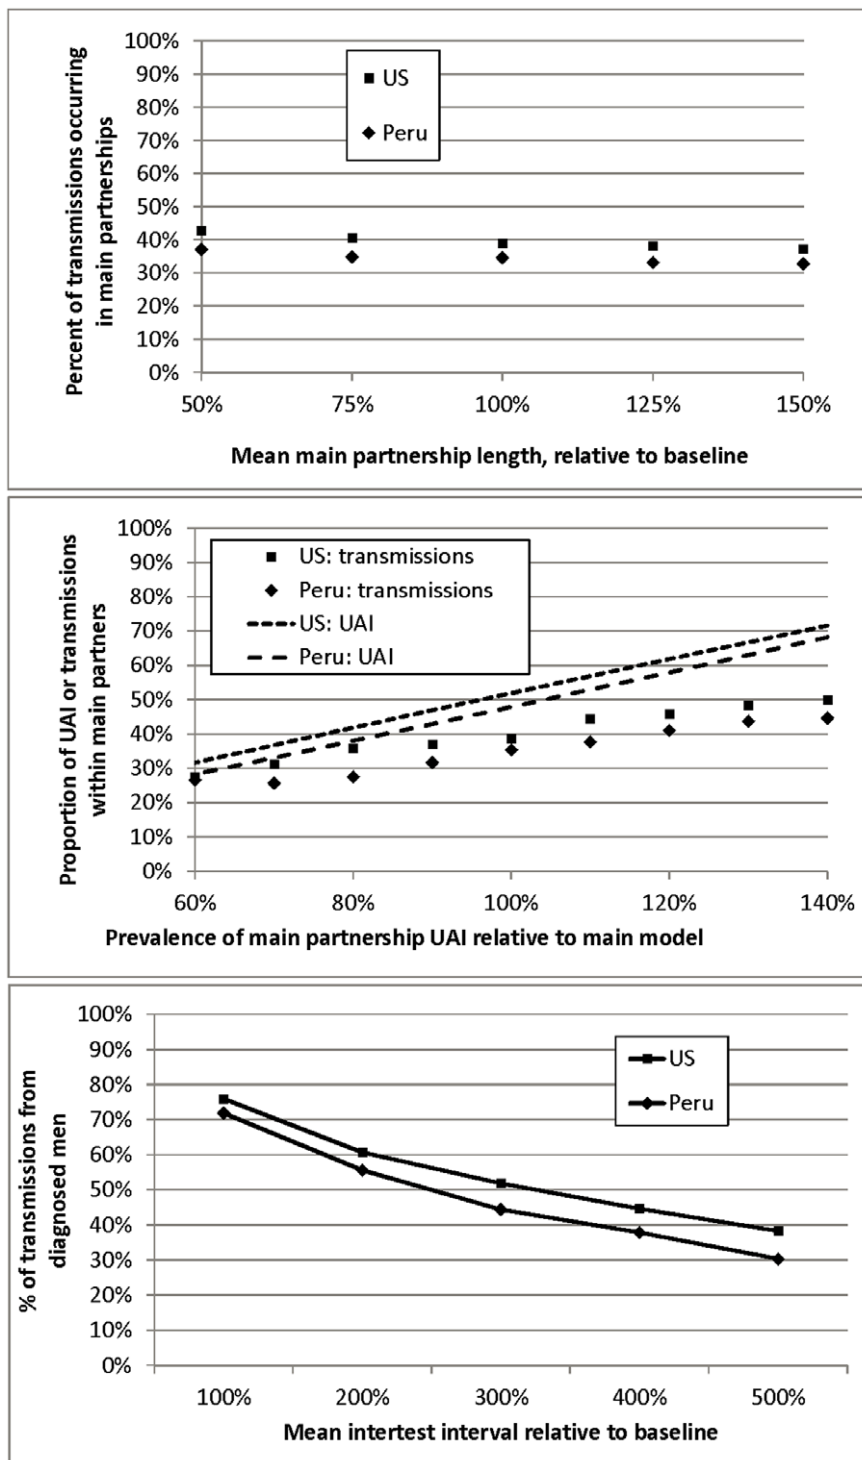 100%
90%
80%
70%
60%
50%
40%
30%
20%
10%
0%
Percent of transmissions occurring
in main partnerships
US
Peru
50% 75% 100% 125% 150%
Mean main partnership length, relative to baseline
100%
90%
80%
70%
60%
50%
40%
30%
20%
10%
0%
Proportion of UAI or transmissions
within main partners
US: transmissions
Peru: transmissions
US: UAI
Peru: UAI
60% 80% 100% 120% 140%
Prevalence of main partnership UAI relative to main model
100%
90%
80%
70%
60%
50%
40%
30%
20%
10%
0%
% of transmissions from
diagnosed men
US
Peru
100% 200% 300% 400% 500%
Mean intertest interval relative to baseline